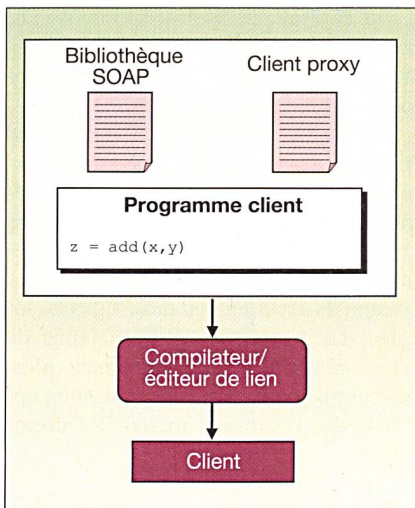 Bibliothèque
SOAP
Client proxy
Programme client
z = add(x,y)
Compilateur/
éditeur de lien
Client